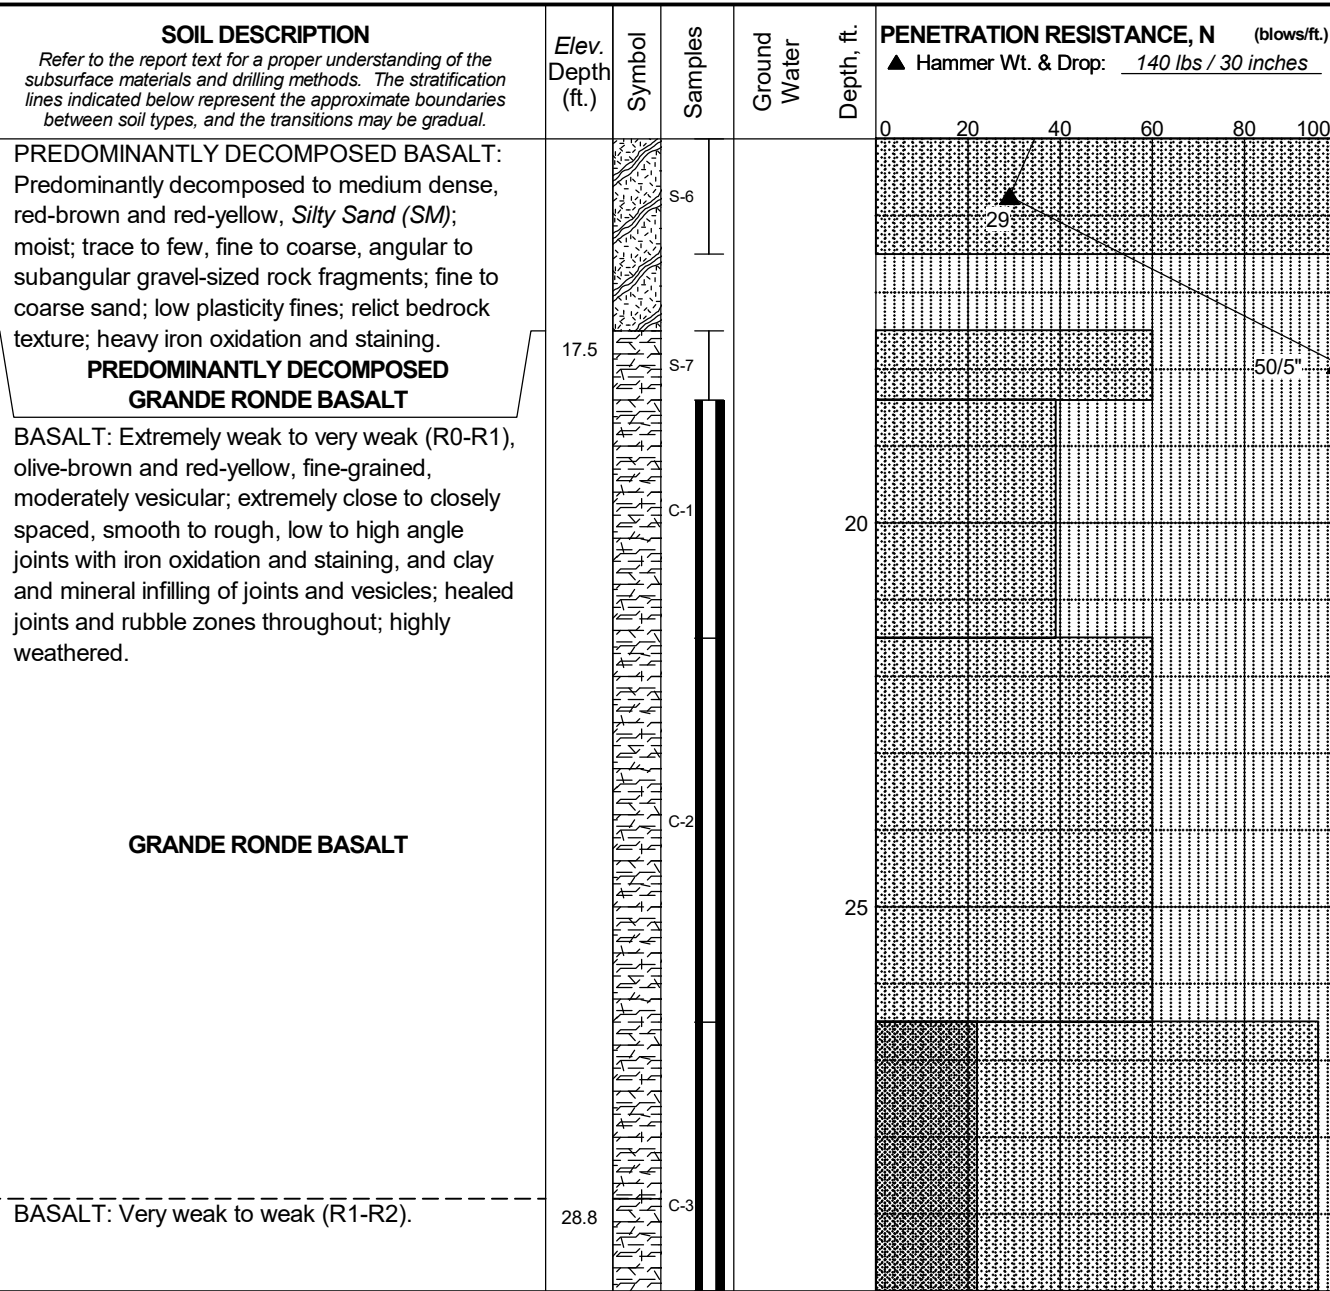 SOIL DESCRIPTION
Refer to the report text for a proper understanding of the
subsurface materials and drilling methods. The stratification
lines indicated below represent the approximate boundaries
between soil types, and the transitions may be gradual.
Elev.
Depth
(ft.)
Symbol
Samples
Ground
Water
Depth, ft.
PENETRATION RESISTANCE, N (blows/ft.)
▲ Hammer Wt. & Drop: 140 lbs / 30 inches
0 20 40 60 80 100
PREDOMINANTLY DECOMPOSED BASALT:
Predominantly decomposed to medium dense,
red-brown and red-yellow, Silty Sand (SM);
moist; trace to few, fine to coarse, angular to
subangular gravel-sized rock fragments; fine to
coarse sand; low plasticity fines; relict bedrock
texture; heavy iron oxidation and staining.
PREDOMINANTLY DECOMPOSED
GRANDE RONDE BASALT
S-6
29
17.5
S-7
50/5"
BASALT: Extremely weak to very weak (R0-R1),
olive-brown and red-yellow, fine-grained,
moderately vesicular; extremely close to closely
spaced, smooth to rough, low to high angle
joints with iron oxidation and staining, and clay
and mineral infilling of joints and vesicles; healed
joints and rubble zones throughout; highly
weathered.
C-1
20
GRANDE RONDE BASALT
C-2
25
BASALT: Very weak to weak (R1-R2).
28.8
C-3